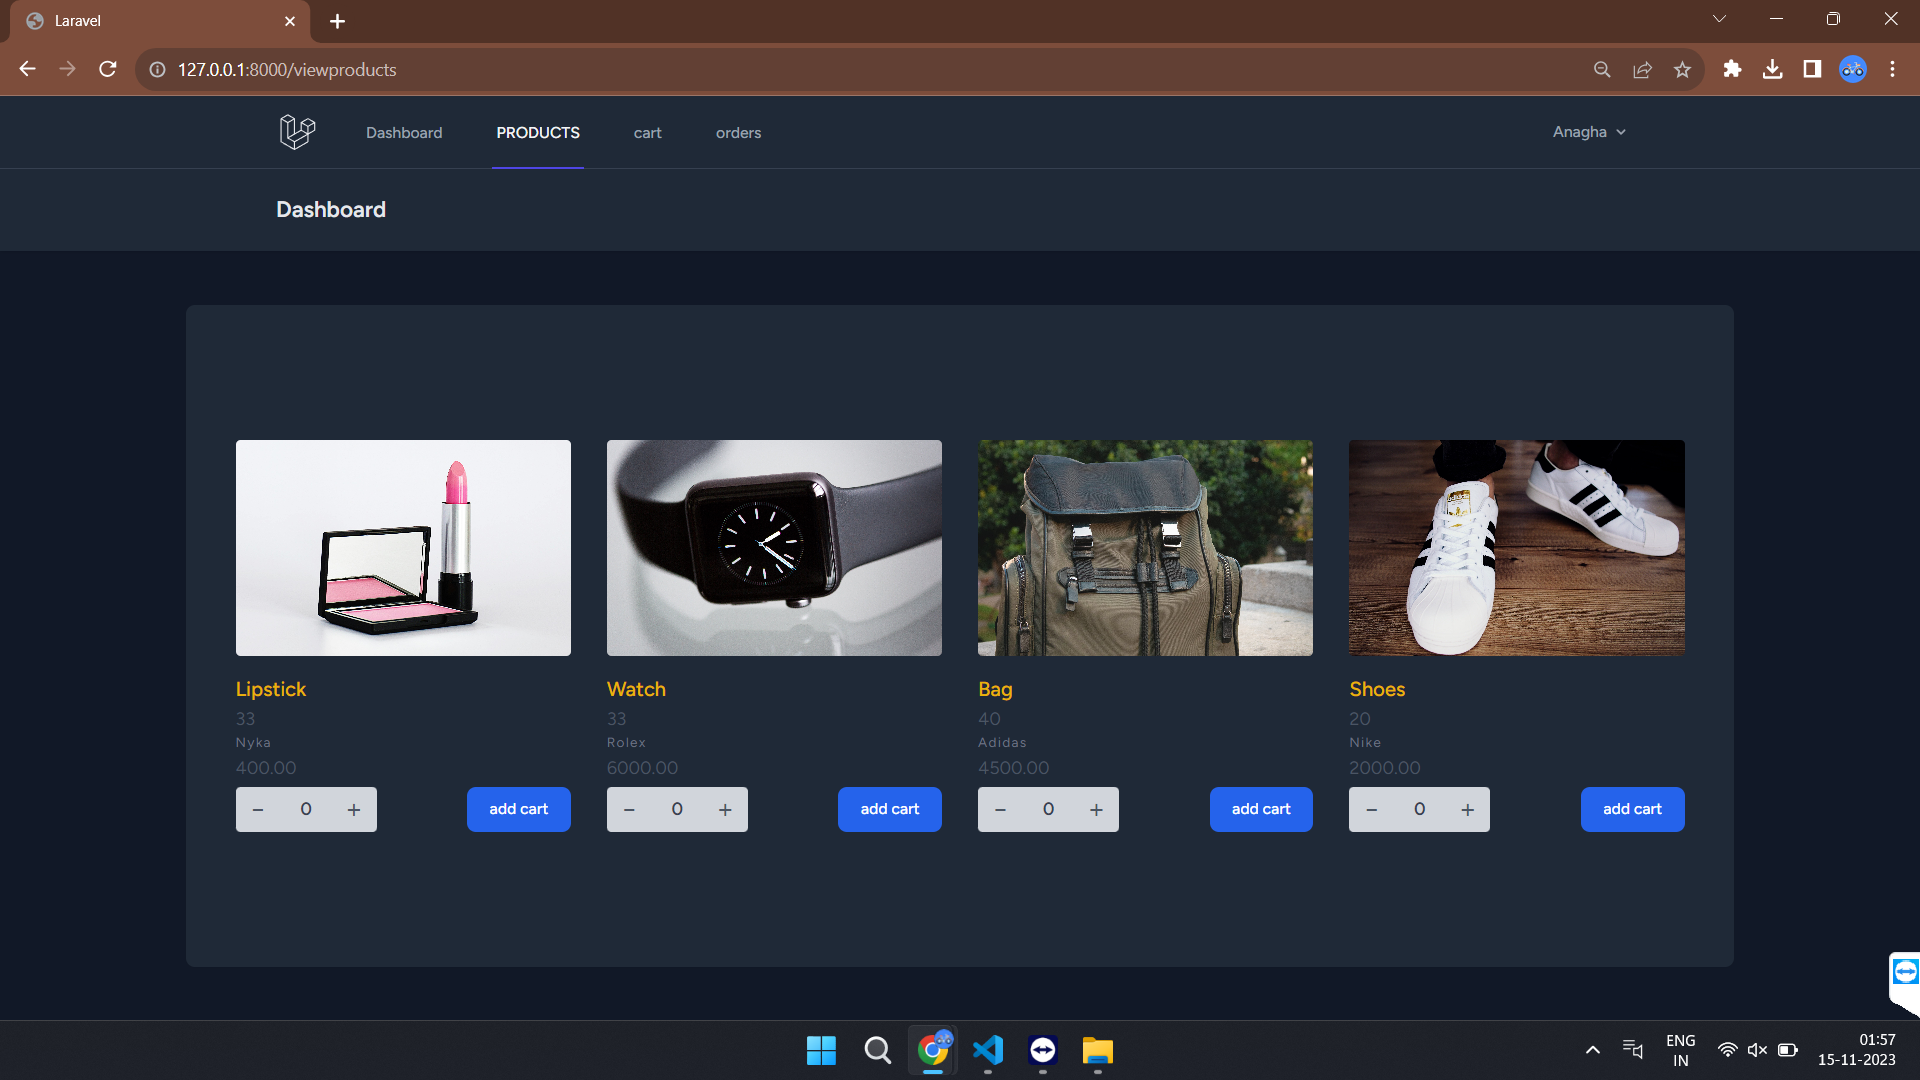 Laravel
127.0.0.1:8000/viewproducts
Dashboard PRODUCTS cart orders Anagha
Dashboard
Lipstick
33
Nyka
400.00
− 0 + add cart
Watch
33
Rolex
6000.00
− 0 + add cart
Bag
40
Adidas
4500.00
− 0 + add cart
Shoes
20
Nike
2000.00
− 0 + add cart
ENG
IN
01:57
15-11-2023